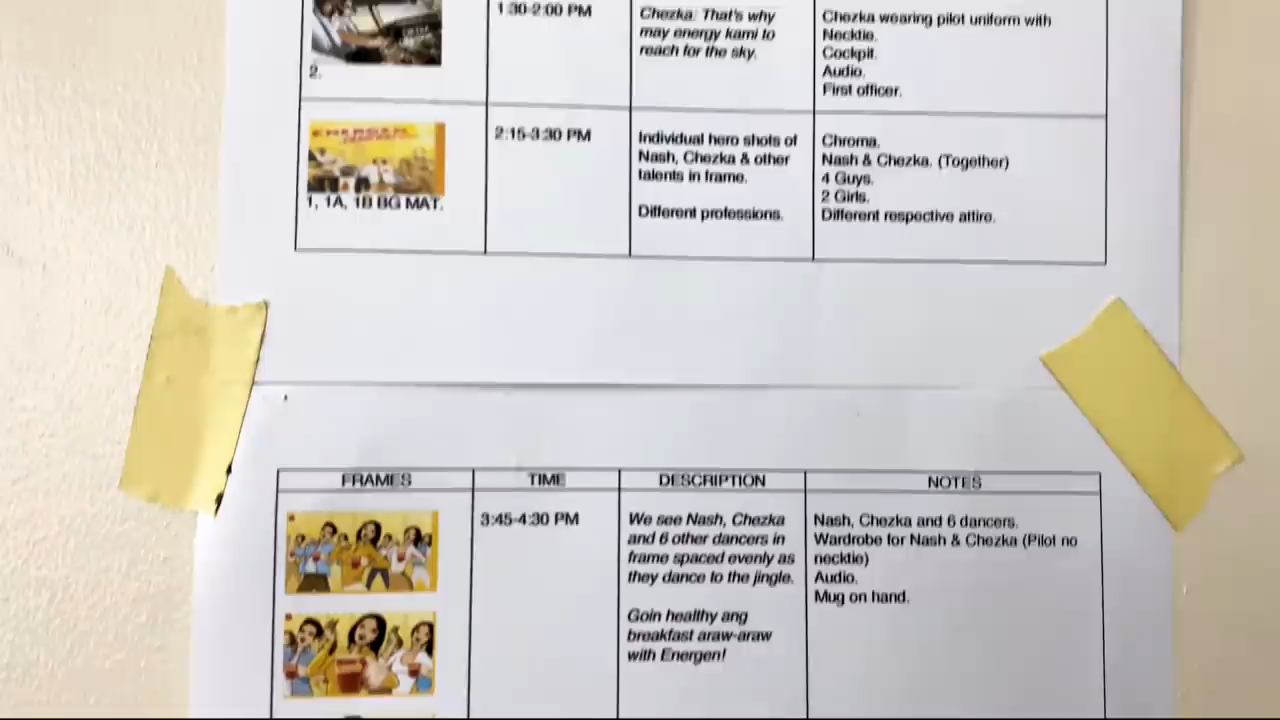 1:30-2:00 PM
Chezka: That's why
may energy kami to
reach for the sky.
Chezka wearing pilot uniform with
Necktie.
Cockpit.
Audio.
First officer.
2.
2:15-3:30 PM
Individual hero shots of
Nash, Chezka & other
talents in frame.
Different professions.
Chroma.
Nash & Chezka. (Together)
4 Guys.
2 Girls.
Different respective attire.
1, 1A, 1B BG MAT.
FRAMES TIME DESCRIPTION NOTES
3:45-4:30 PM
We see Nash, Chezka
and 6 other dancers in
frame spaced evenly as
they dance to the jingle.
Goin healthy ang
breakfast araw-araw
with Energen!
Nash, Chezka and 6 dancers.
Wardrobe for Nash & Chezka (Pilot no
necktie)
Audio.
Mug on hand.